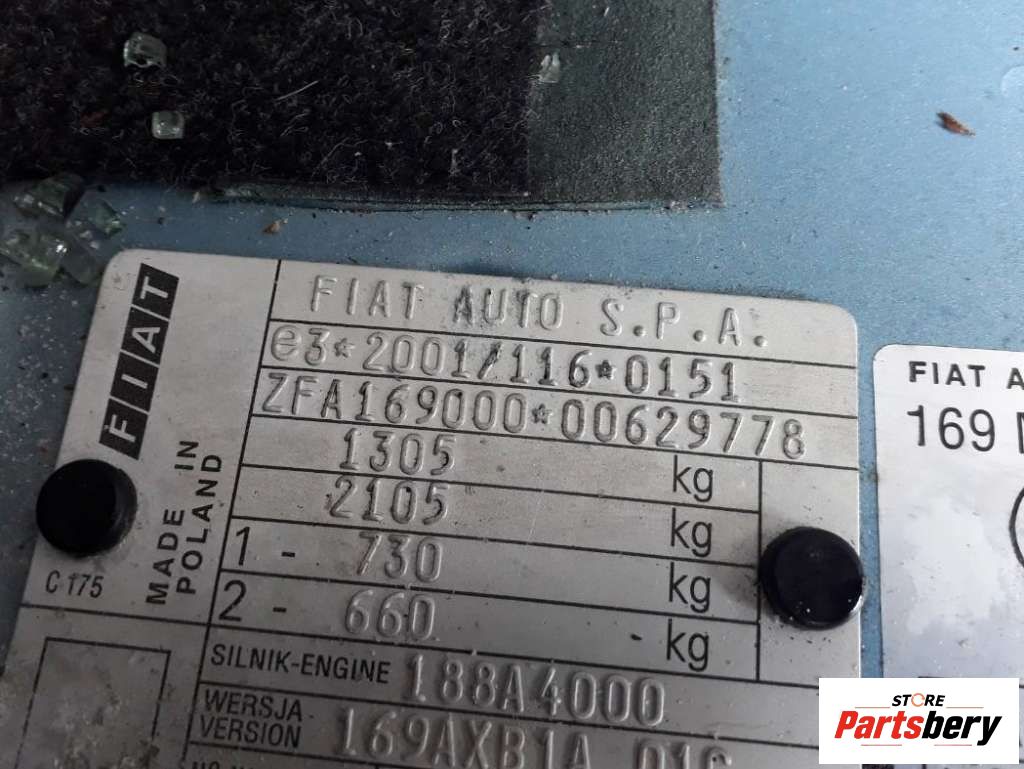 FIAT
FIAT AUTO S.P.A.
e3*2001/116*0151
ZFA169000*00629778
1305 kg
2105 kg
1 - 730 kg
2 - 660 kg
MADE IN
POLAND
C 175
SILNIK-ENGINE 188A4000
WERSJA-
VERSION 169AXB1A
FIAT A
169
STORE
Partsbery